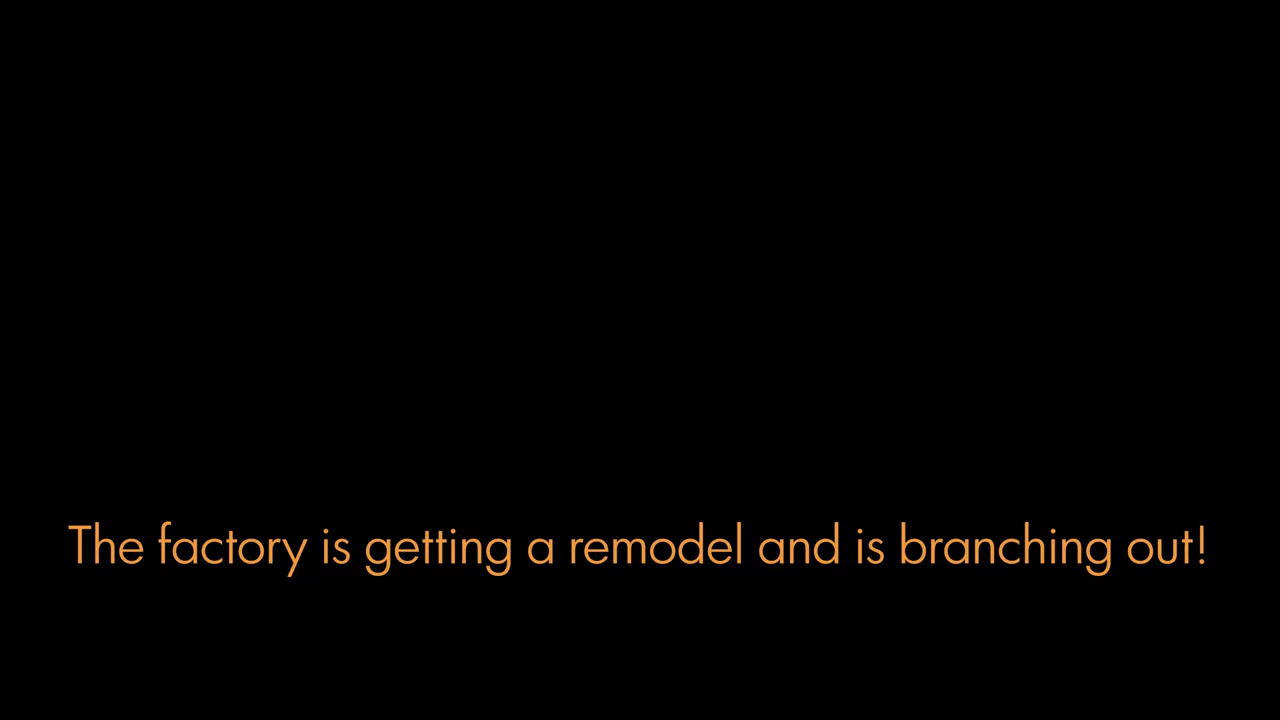 The factory is getting a remodel and is branching out!